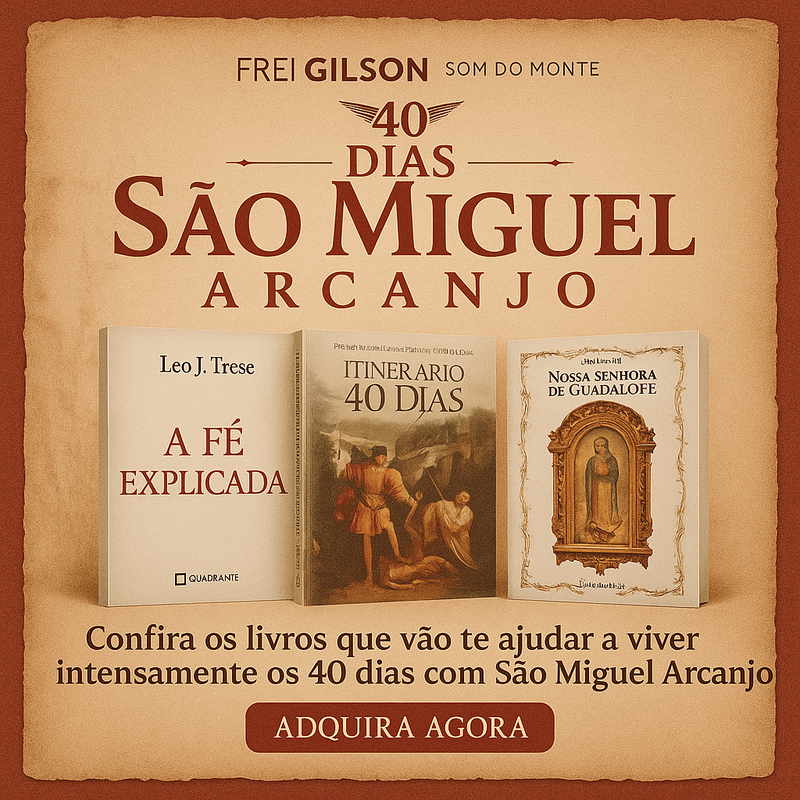 FREI GILSON SOM DO MONTE
40
DIAS
SÃO MIGUEL
ARCANJO
Leo J. Trese
A FÉ
EXPLICADA
QUADRANTE
ITINERARIO
40 DIAS
NOSSA SENHORA
DE GUADALOFE
Confira os livros que vão te ajudar a viver
intensamente os 40 dias com São Miguel Arcanjo
ADQUIRA AGORA